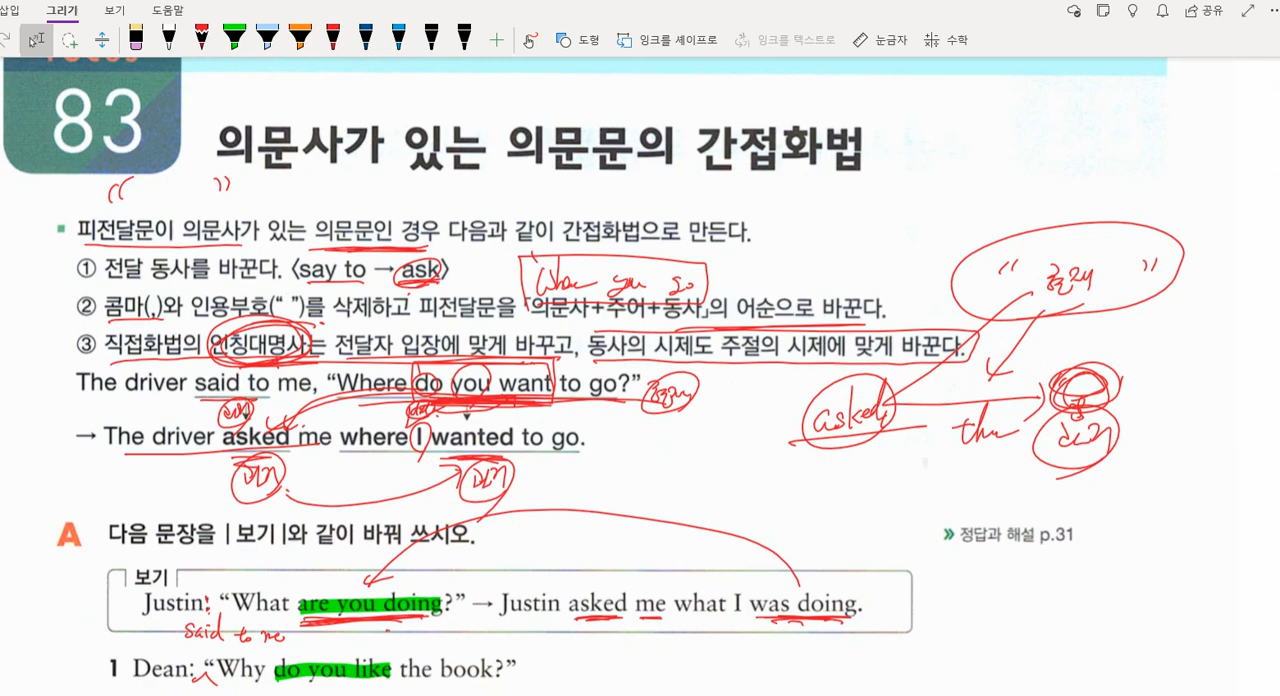 삽입 그리기 보기 도움말
공유
도형 잉크를 셰이프로 잉크를 텍스트로 눈금자 수학
FOCUS
83
의문사가 있는 의문문의 간접화법
“ ”
■ 피전달문이 의문사가 있는 의문문인 경우 다음과 같이 간접화법으로 만든다.
① 전달 동사를 바꾼다. 〈say to → ask〉
you go
② 콤마(,)와 인용부호(“ ”)를 삭제하고 피전달문을 「의문사+주어+동사」의 어순으로 바꾼다.
“ 현재 ”
③ 직접화법의 인칭대명사는 전달자 입장에 맞게 바꾸고, 동사의 시제도 주절의 시제에 맞게 바꾼다.
The driver said to me, “Where do you want to go?”
asked
→ The driver asked me where I wanted to go.
과거 과거
A 다음 문장을 |보기|와 같이 바꿔 쓰시오.
» 정답과 해설 p.31
보기
Justin: “What are you doing?” → Justin asked me what I was doing.
said to me
1 Dean: “Why do you like the book?”